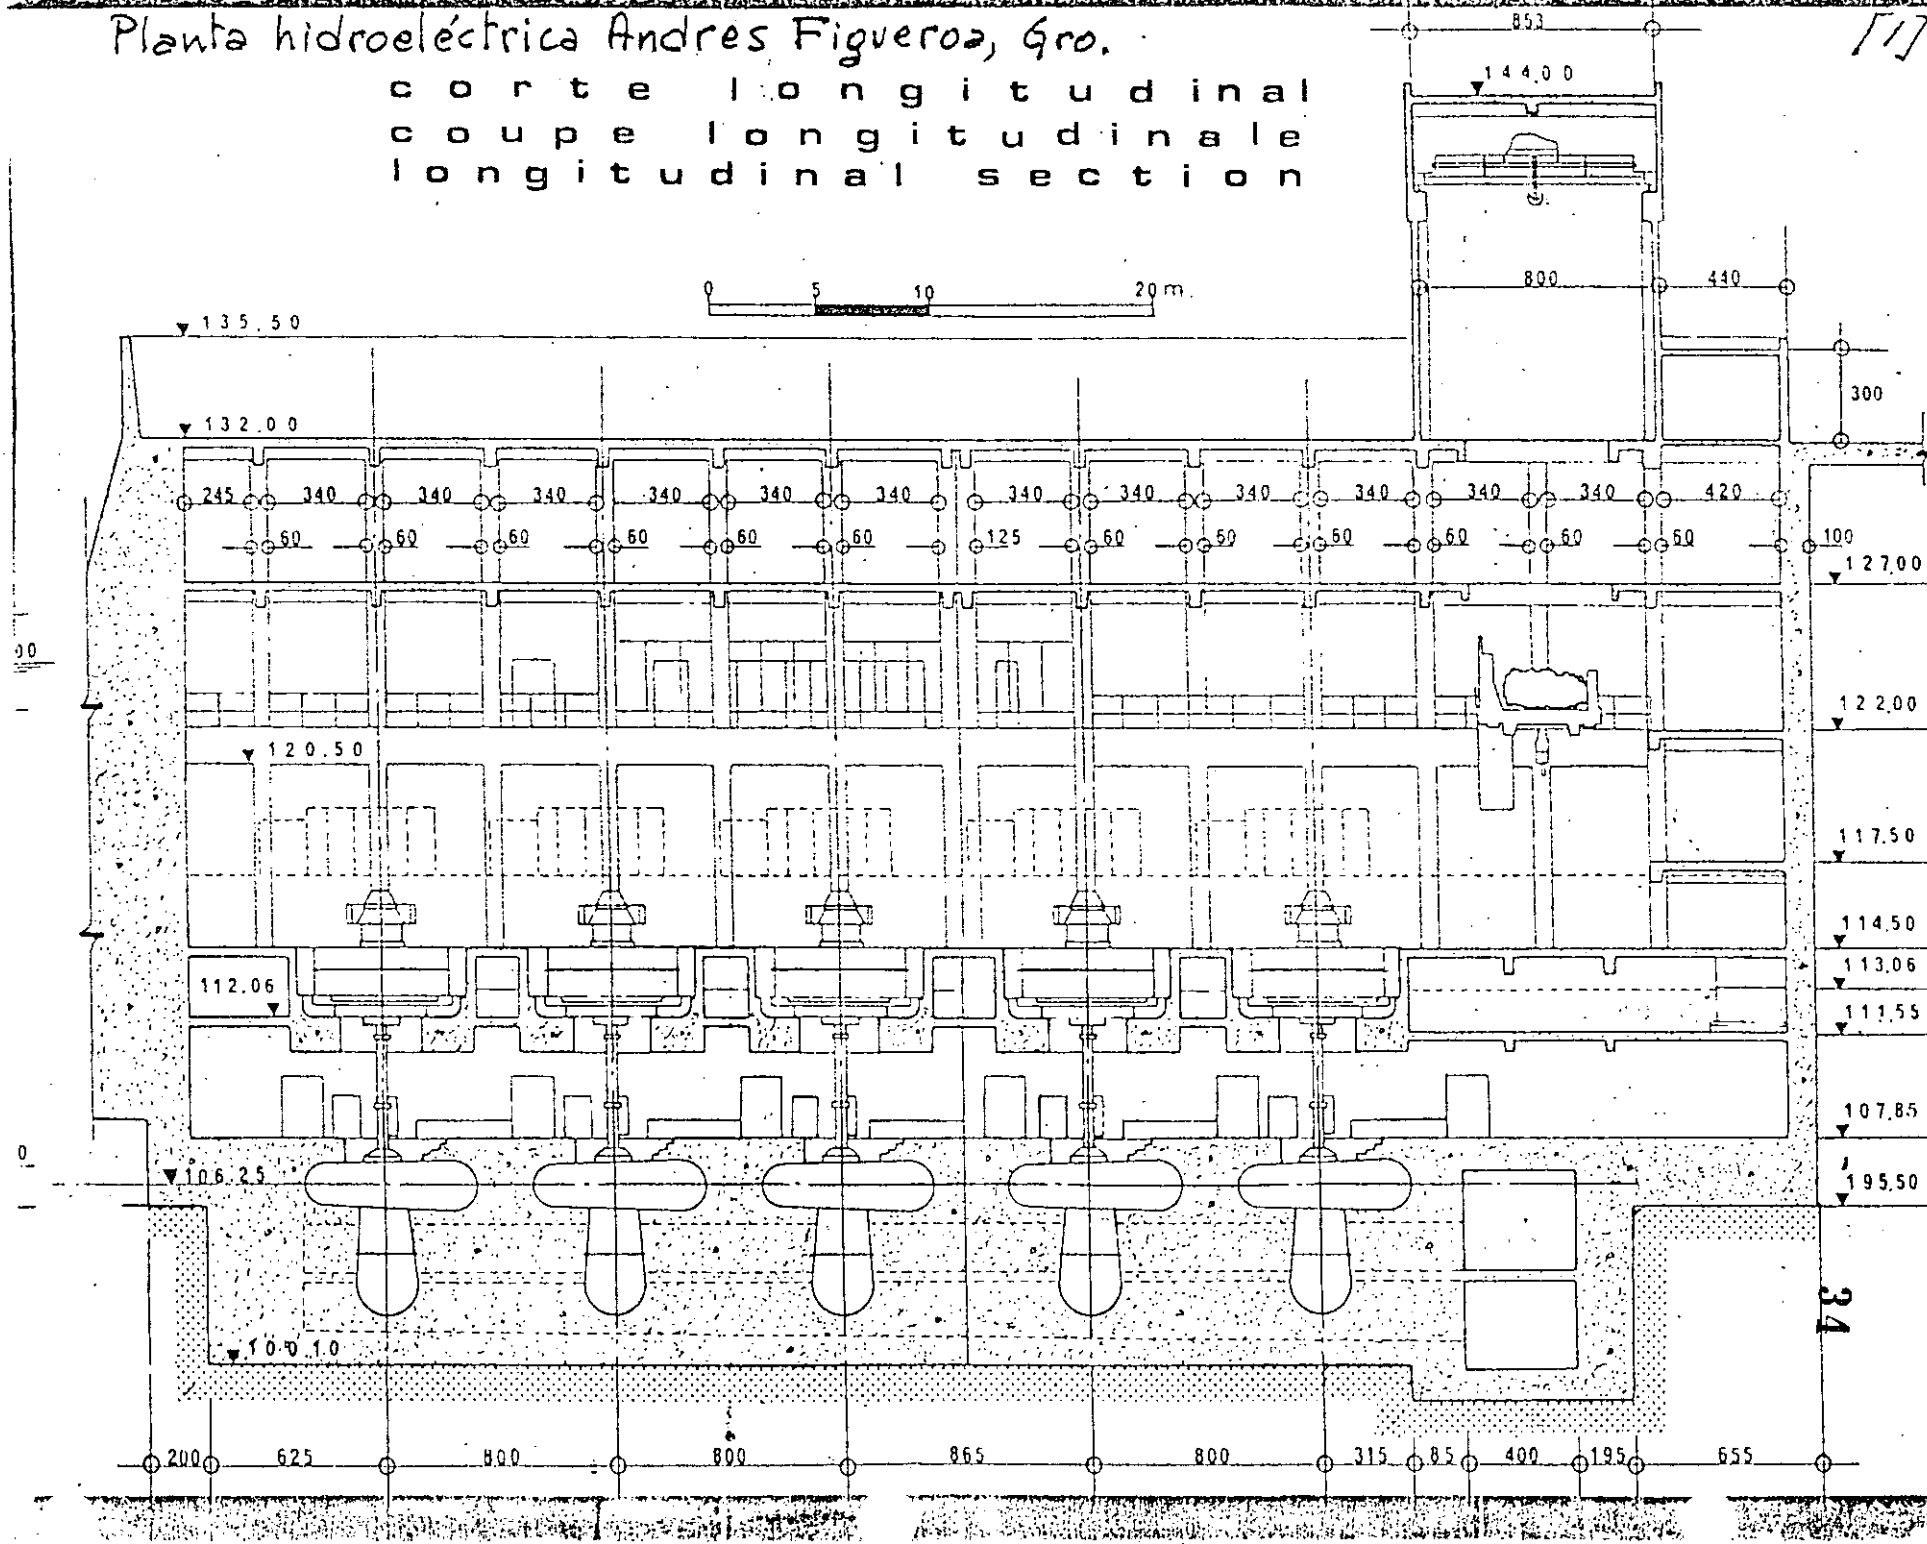 Planta hidroeléctrica Andres Figueroa, Gro.
[1]
corte longitudinal
coupe longitudinale
longitudinal section
853
144,00
0 5 10 20 m.
800 440
135.50
300
132.00
245 340 340 340 340 340 340 340 340 340 340 340 340 420
60 60 60 60 60 60 125 60 60 60 60 60 60 100
127,00
00
122,00
120.50
117.50
114.50
113,06
112.06
111,55
107,85
0
106.25
195,50
34
100.10
200 625 800 800 865 800 315 85 400 195 655